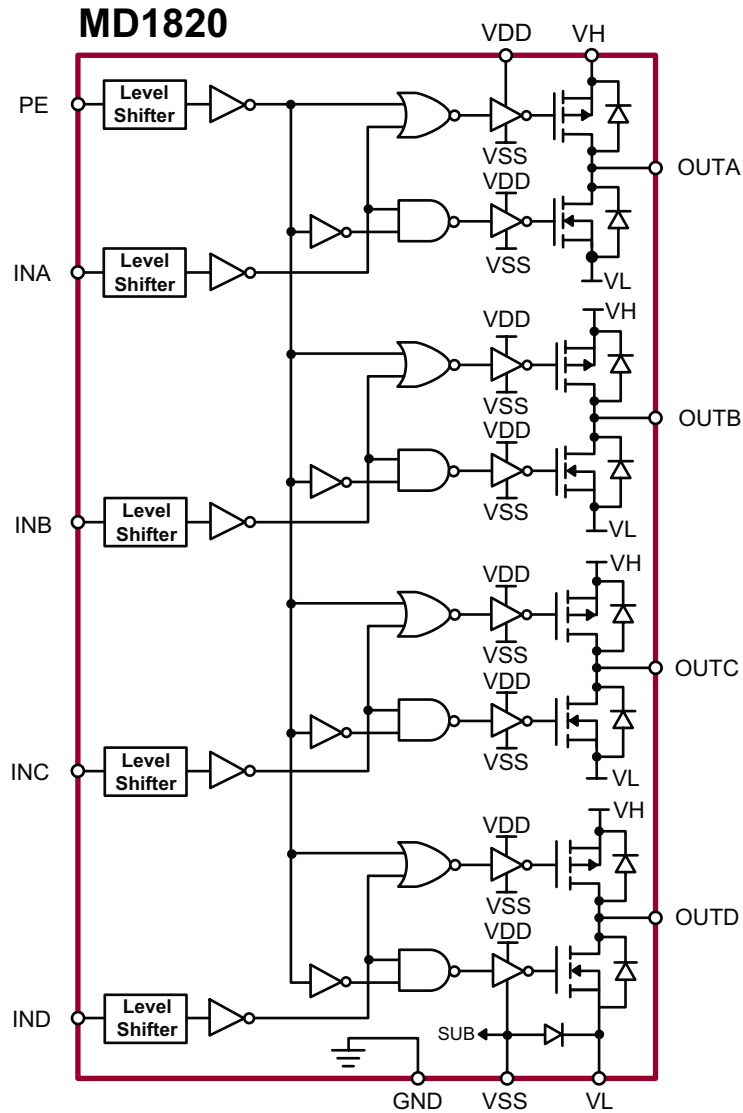 MD1820
VDD
VH
PE
Level
Shifter
VSS
OUTA
VDD
INA
Level
Shifter
VSS
VL
VH
VDD
VSS
OUTB
VDD
INB
Level
Shifter
VSS
VL
VH
VDD
VSS
OUTC
VDD
INC
Level
Shifter
VSS
VL
VH
VDD
VSS
OUTD
VDD
IND
Level
Shifter
SUB
GND
VSS
VL